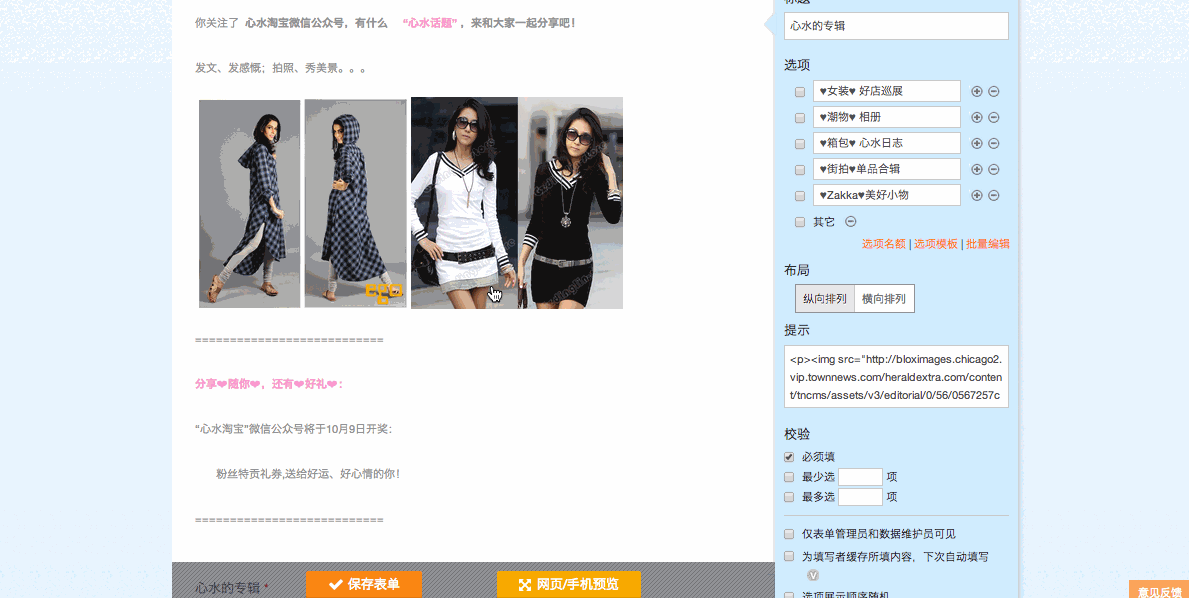 你关注了 心水淘宝微信公众号，有什么 “心水话题” ，来和大家一起分享吧！
发文、发感慨；拍照、秀美景。。。
===========================
分享❤随你❤，还有❤好礼❤：
“心水淘宝”微信公众号将于10月9日开奖：
粉丝特贡礼券,送给好运、好心情的你！
===========================
心水的专辑 *
保存表单
网页/手机预览
标题
心水的专辑
选项
♥女装♥ 好店巡展
♥潮物♥ 相册
♥箱包♥ 心水日志
♥街拍♥单品合辑
♥Zakka♥美好小物
其它
选项名额 | 选项模板 | 批量编辑
布局
纵向排列 横向排列
提示
<p><img src="http://bloximages.chicago2.
vip.townnews.com/heraldextra.com/conten
t/tncms/assets/v3/editorial/0/56/0567257c
校验
必须填
最少选 项
最多选 项
仅表单管理员和数据维护员可见
为填写者缓存所填内容，下次自动填写
V
选项展示顺序随机
意见反馈